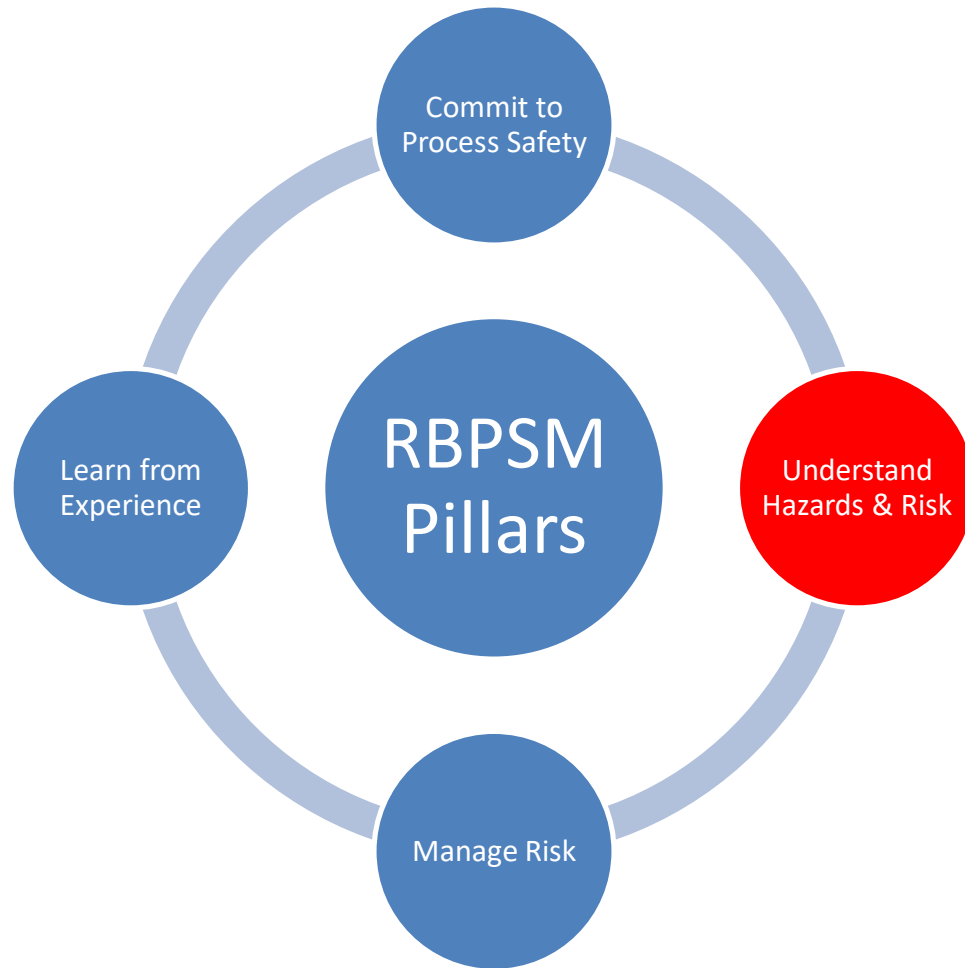 Commit to
Process Safety
Understand
Hazards & Risk
RBPSM
Pillars
Learn from
Experience
Manage Risk